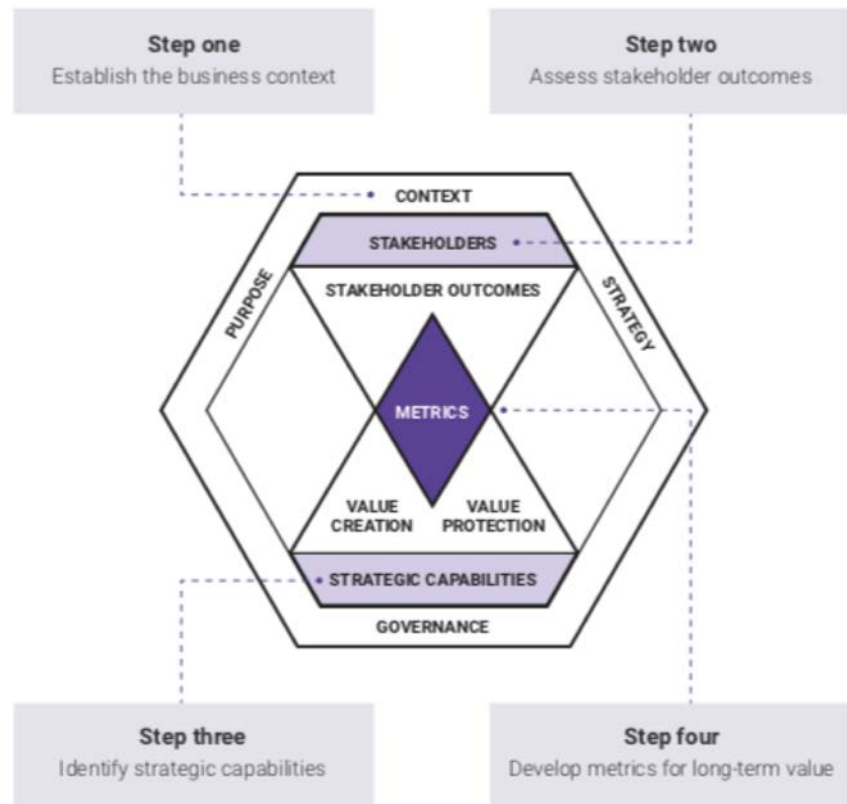 Step one
Establish the business context
Step two
Assess stakeholder outcomes
CONTEXT
STAKEHOLDERS
PURPOSE
STRATEGY
STAKEHOLDER OUTCOMES
METRICS
VALUE
CREATION
VALUE
PROTECTION
STRATEGIC CAPABILITIES
GOVERNANCE
Step three
Identify strategic capabilities
Step four
Develop metrics for long-term value